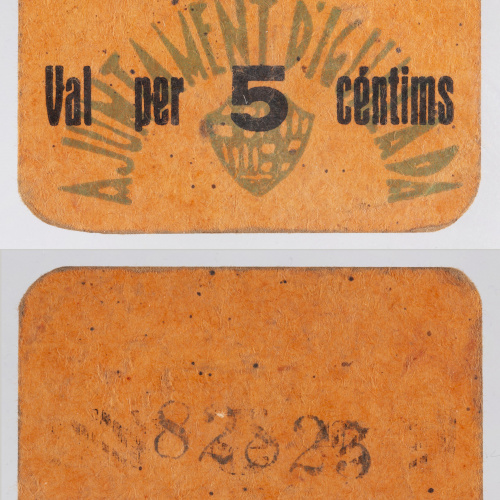 AJUNTAMENT D'IGUALADA
Val per 5 céntims
82823